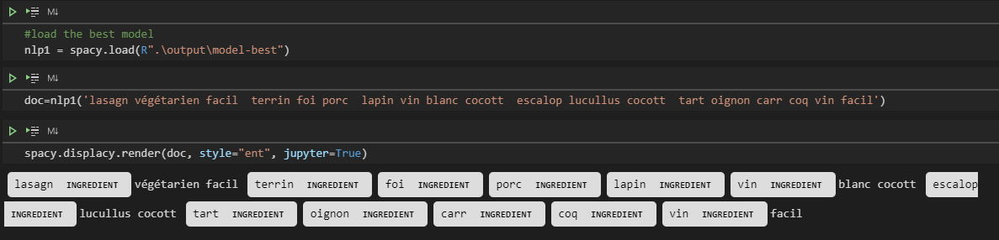 M↓
#load the best model
nlp1 = spacy.load(R".\output\model-best")
M↓
doc=nlp1('lasagn végétarien facil  terrin foi porc  lapin vin blanc cocott  escalop lucullus cocott  tart oignon carr coq vin facil')
M↓
spacy.displacy.render(doc, style="ent", jupyter=True)
lasagn INGREDIENT végétarien facil terrin INGREDIENT foi INGREDIENT porc INGREDIENT lapin INGREDIENT vin INGREDIENT blanc cocott escalop
INGREDIENT lucullus cocott tart INGREDIENT oignon INGREDIENT carr INGREDIENT coq INGREDIENT vin INGREDIENT facil